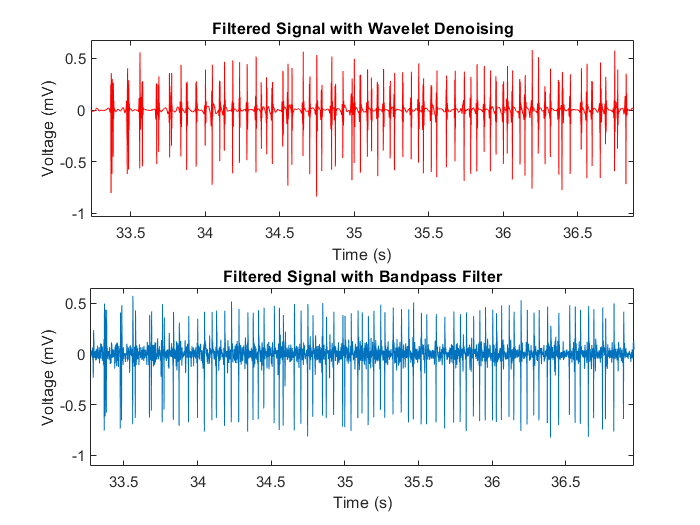 Filtered Signal with Wavelet Denoising
Voltage (mV)
0.5
0
-0.5
-1
33.5 34 34.5 35 35.5 36 36.5
Time (s)
Filtered Signal with Bandpass Filter
Voltage (mV)
0.5
0
-0.5
-1
33.5 34 34.5 35 35.5 36 36.5
Time (s)